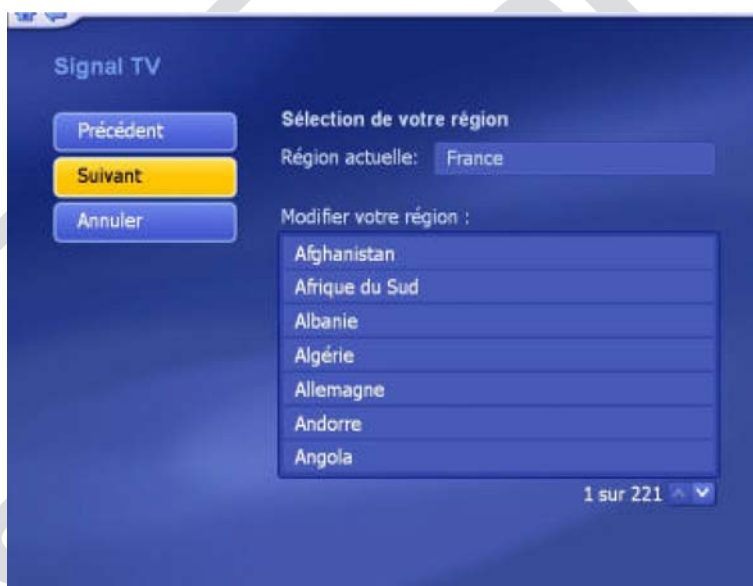 Signal TV
Précédent
Suivant
Annuler
Sélection de votre région
Région actuelle: France
Modifier votre région :
Afghanistan
Afrique du Sud
Albanie
Algérie
Allemagne
Andorre
Angola
1 sur 221